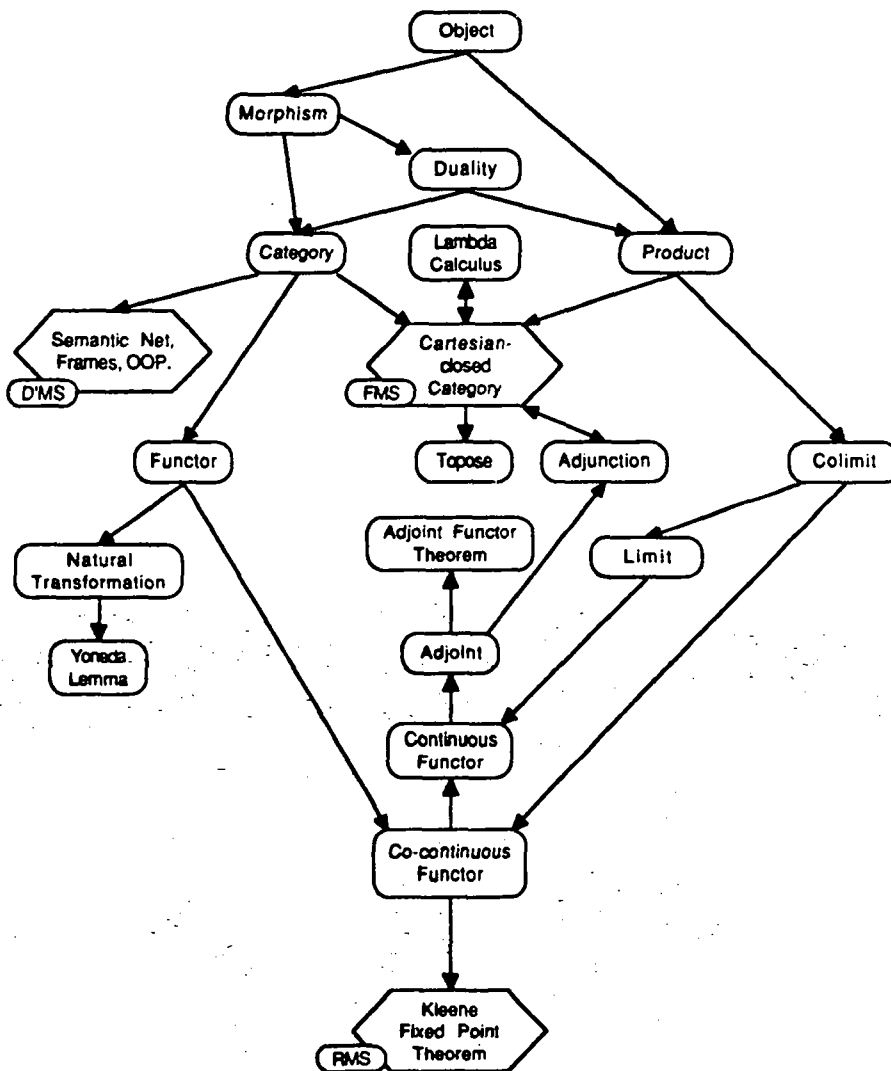 Object
Morphism
Duality
Category
Lambda
Calculus
Product
Semantic Net,
Frames, OOP.
D'MS
Cartesian-
closed
Category
FMS
Functor
Topose
Adjunction
Colimit
Natural
Transformation
Adjoint Functor
Theorem
Limit
Yoneda
Lemma
Adjoint
Continuous
Functor
Co-continuous
Functor
Kleene
Fixed Point
Theorem
RMS